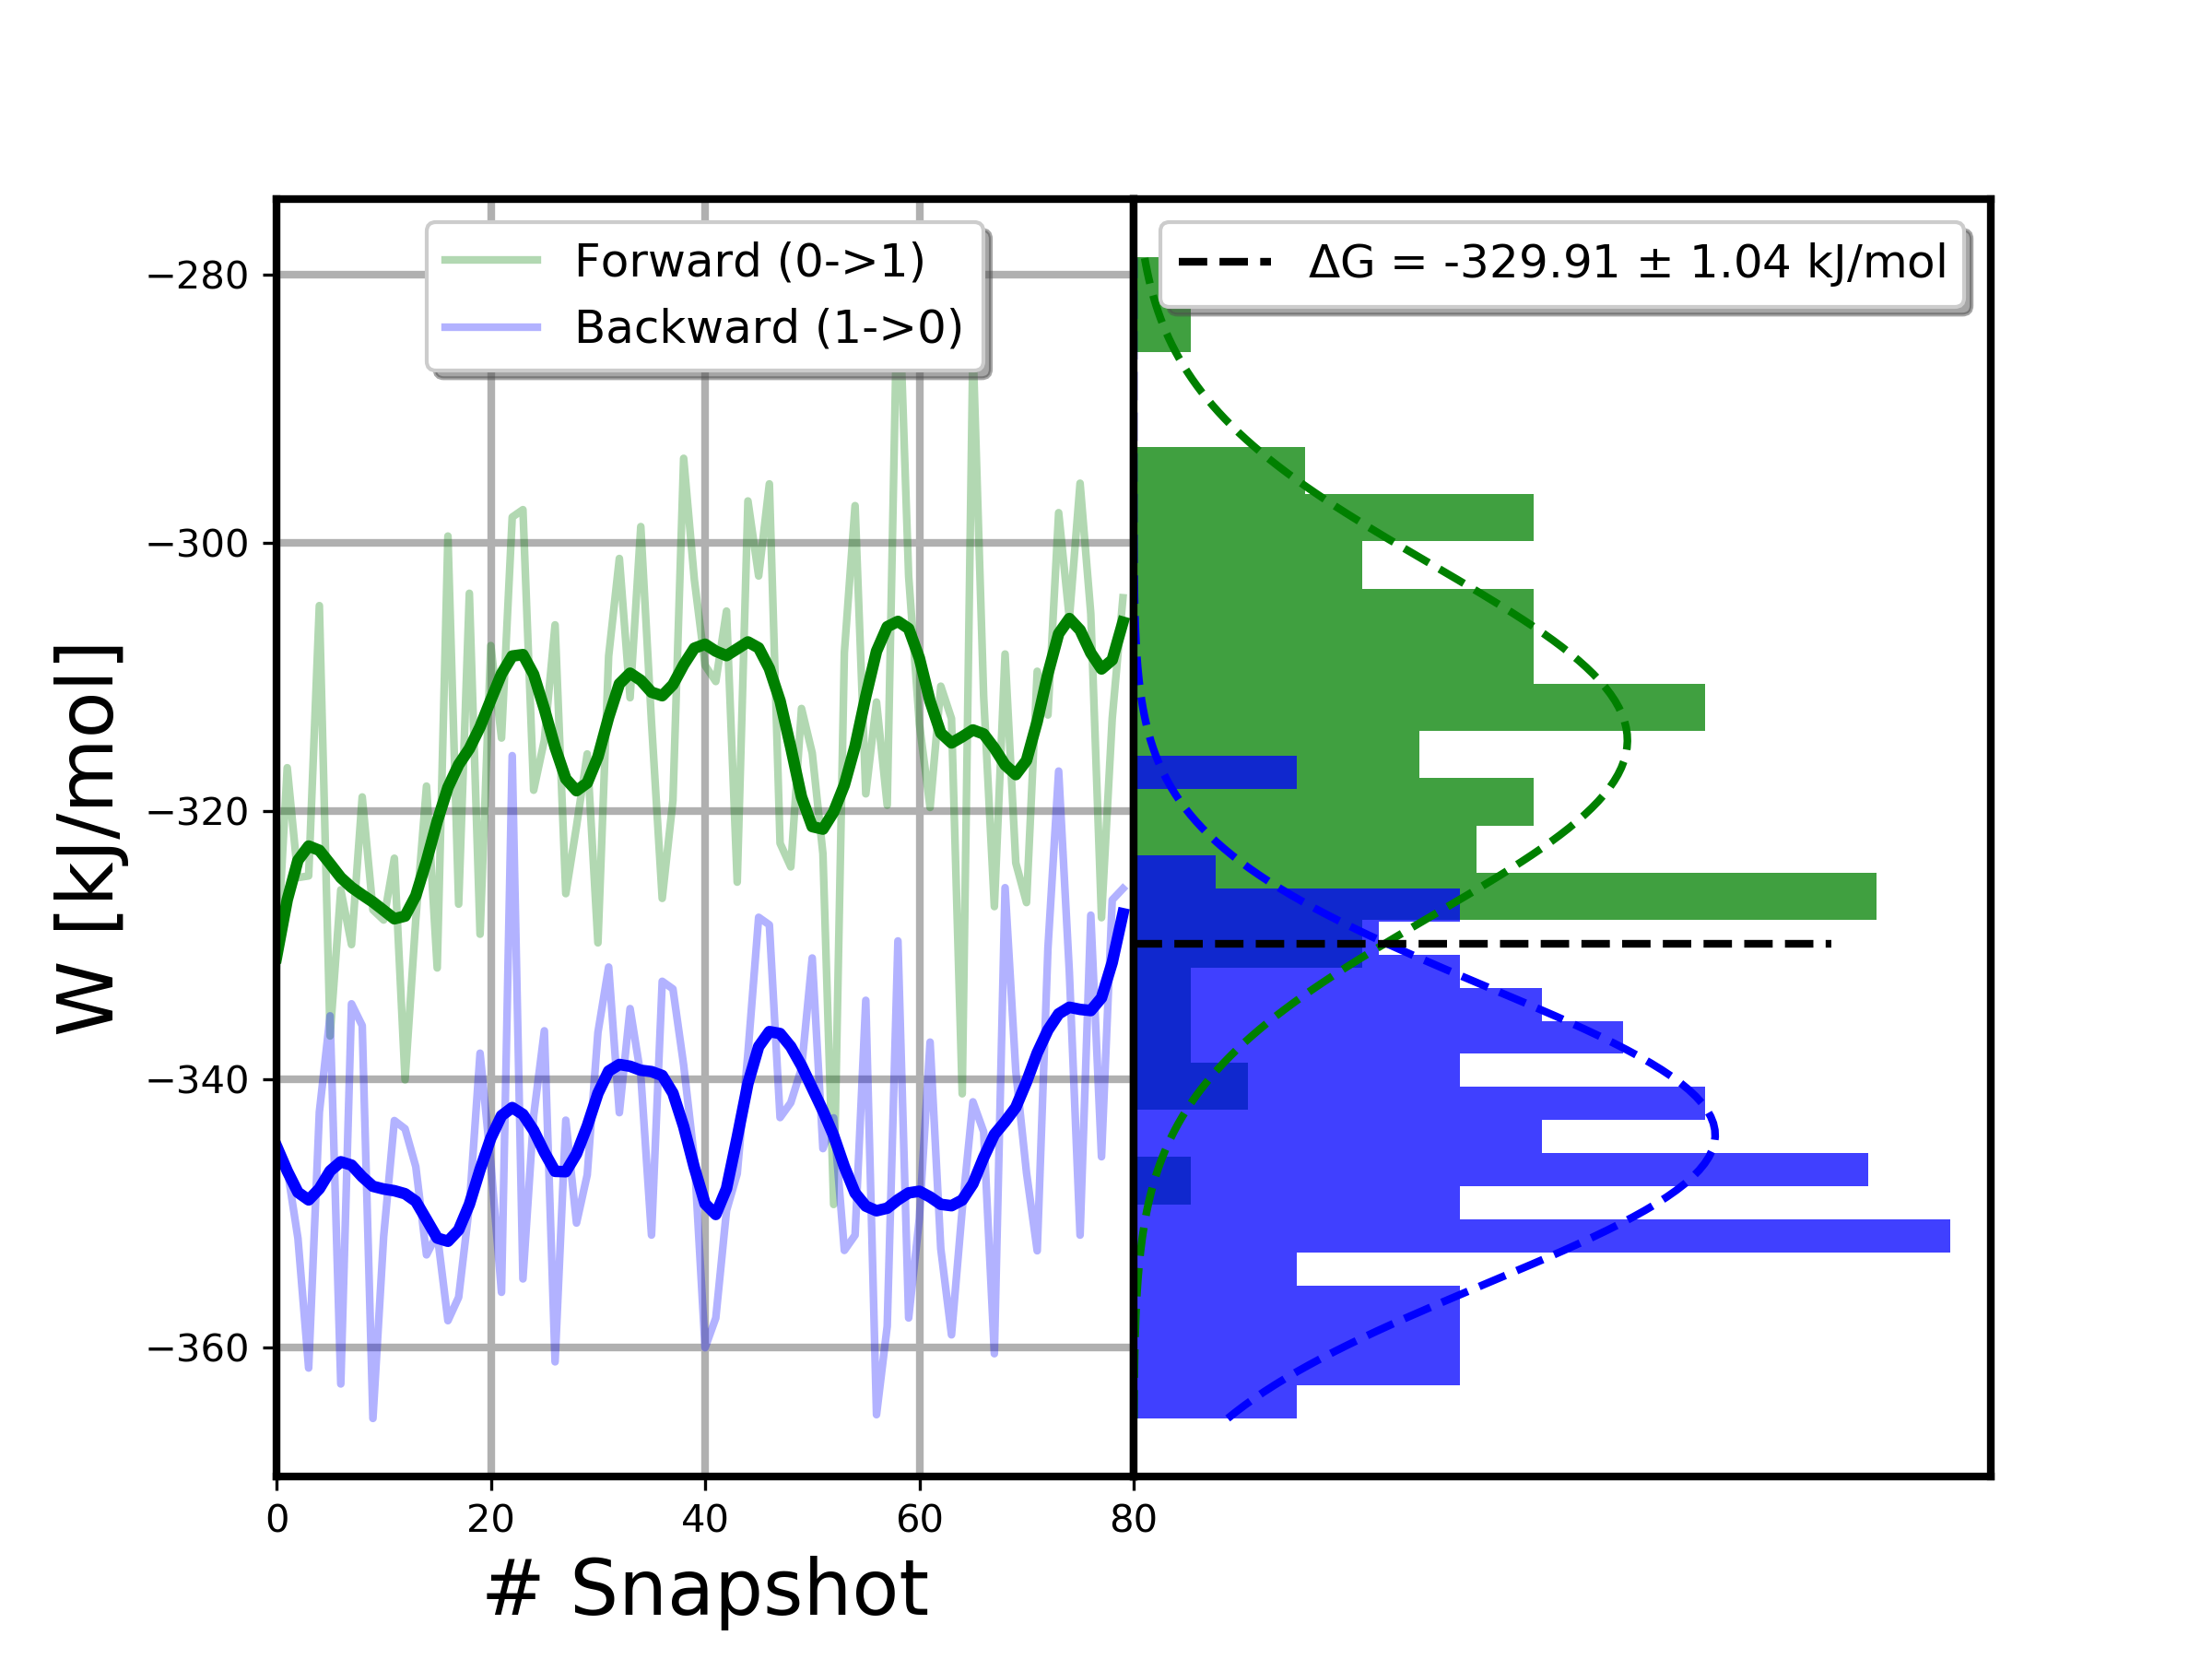 Forward (0->1)
Backward (1->0)
ΔG = -329.91 ± 1.04 kJ/mol
W [kJ/mol]
−280
−300
−320
−340
−360
0 20 40 60 80
# Snapshot